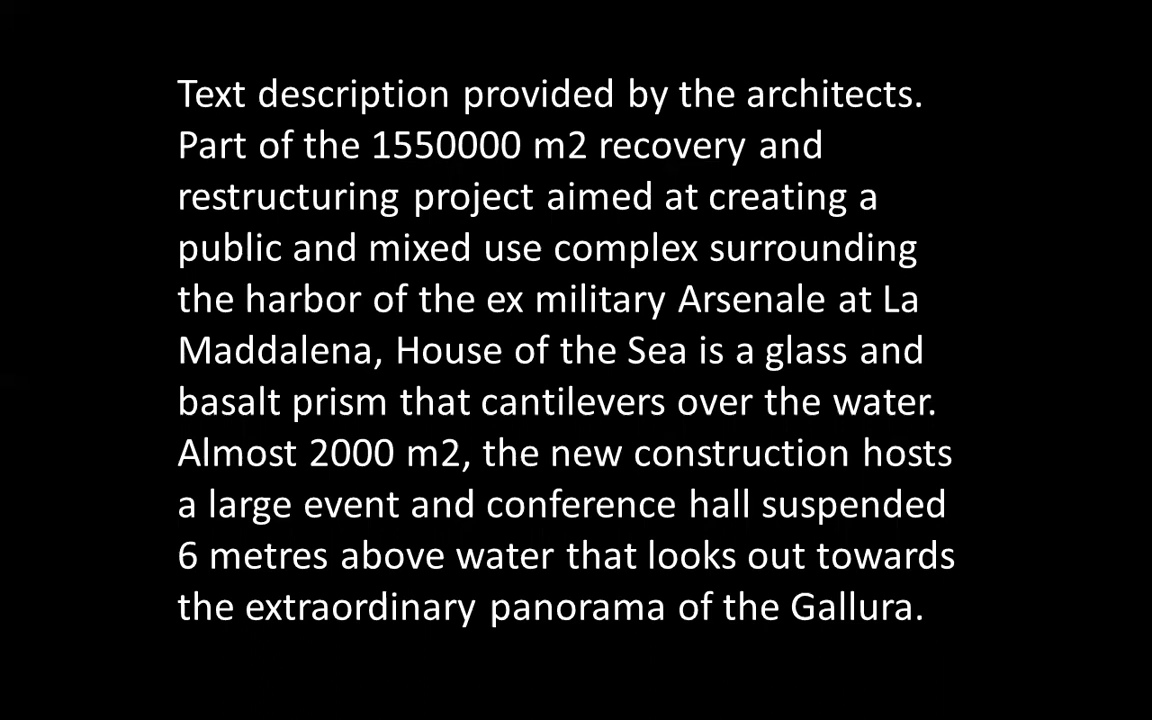 Text description provided by the architects.
Part of the 1550000 m2 recovery and
restructuring project aimed at creating a
public and mixed use complex surrounding
the harbor of the ex military Arsenale at La
Maddalena, House of the Sea is a glass and
basalt prism that cantilevers over the water.
Almost 2000 m2, the new construction hosts
a large event and conference hall suspended
6 metres above water that looks out towards
the extraordinary panorama of the Gallura.